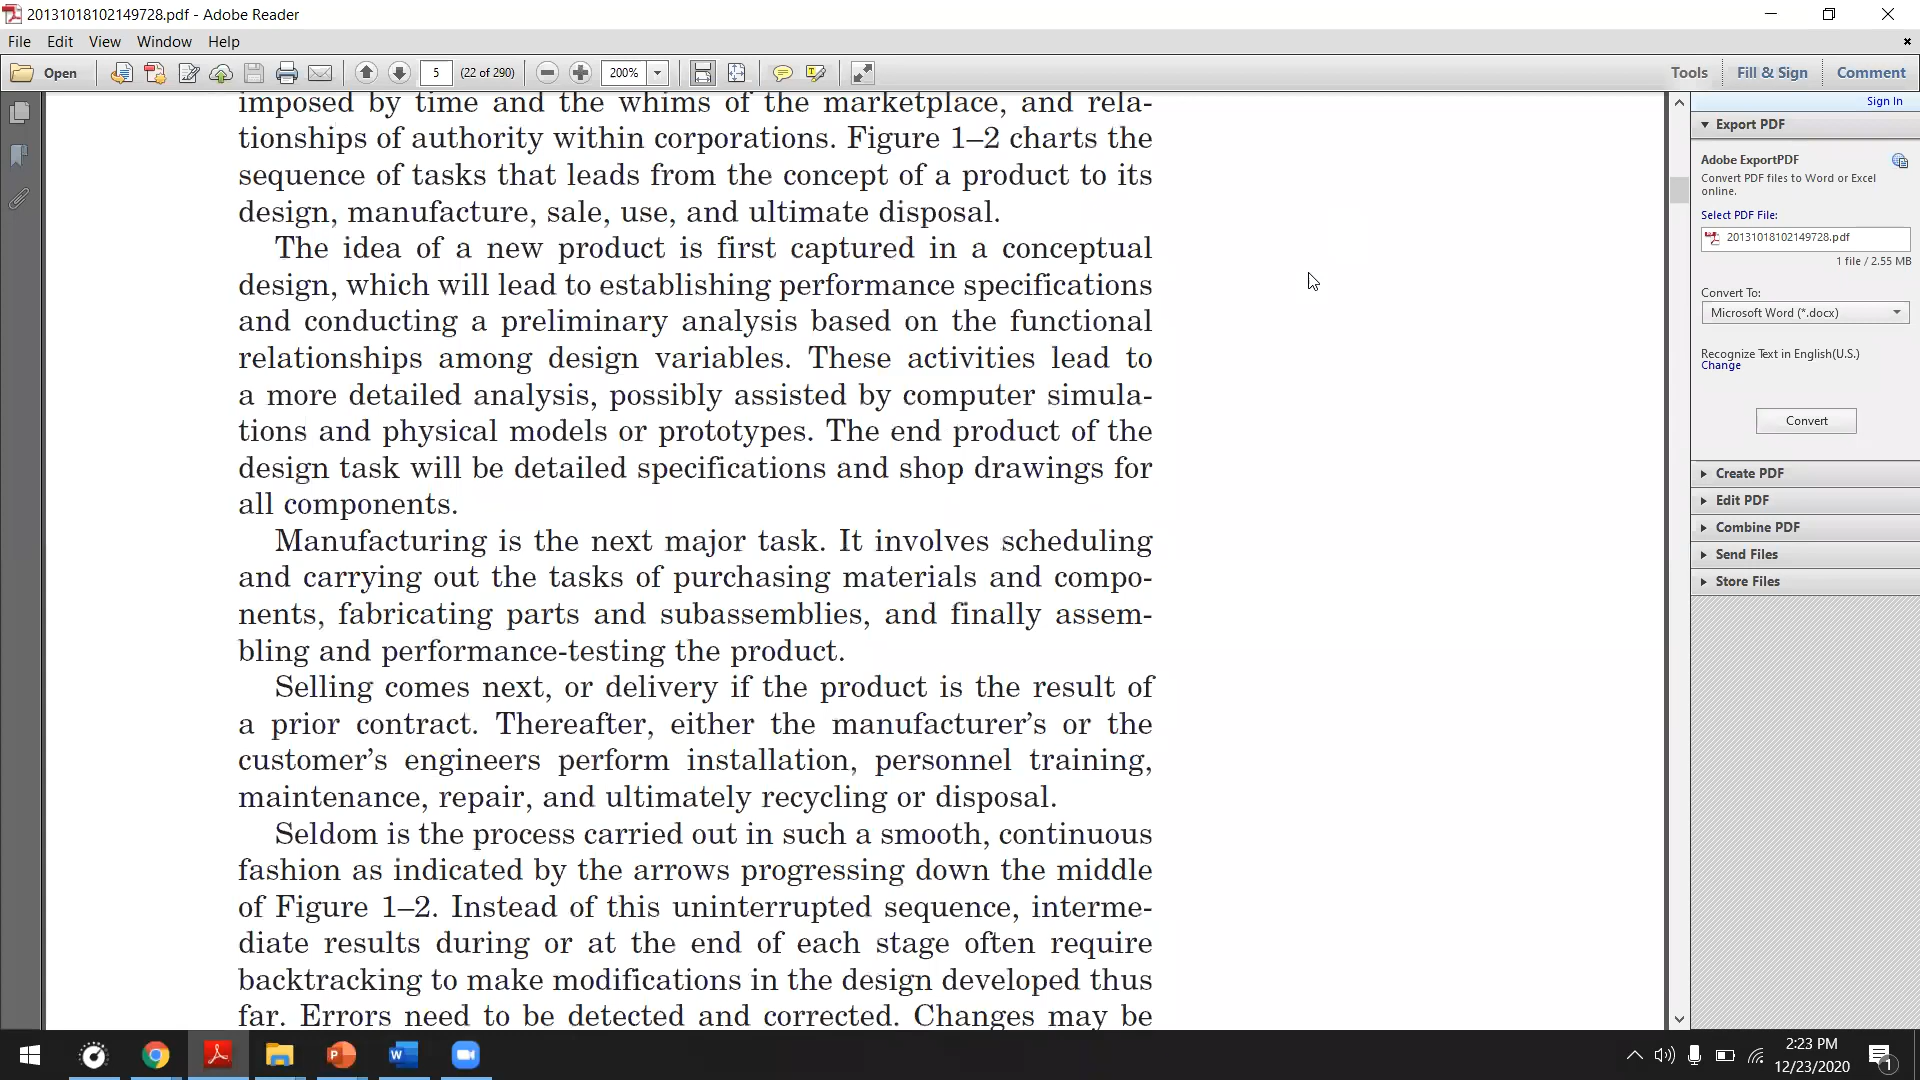 20131018102149728.pdf - Adobe Reader
File Edit View Window Help
Open 5 (22 of 290) 200% Tools Fill & Sign Comment
imposed by time and the whims of the marketplace, and rela-
tionships of authority within corporations. Figure 1–2 charts the
sequence of tasks that leads from the concept of a product to its
design, manufacture, sale, use, and ultimate disposal.
The idea of a new product is first captured in a conceptual
design, which will lead to establishing performance specifications
and conducting a preliminary analysis based on the functional
relationships among design variables. These activities lead to
a more detailed analysis, possibly assisted by computer simula-
tions and physical models or prototypes. The end product of the
design task will be detailed specifications and shop drawings for
all components.
Manufacturing is the next major task. It involves scheduling
and carrying out the tasks of purchasing materials and compo-
nents, fabricating parts and subassemblies, and finally assem-
bling and performance-testing the product.
Selling comes next, or delivery if the product is the result of
a prior contract. Thereafter, either the manufacturer’s or the
customer’s engineers perform installation, personnel training,
maintenance, repair, and ultimately recycling or disposal.
Seldom is the process carried out in such a smooth, continuous
fashion as indicated by the arrows progressing down the middle
of Figure 1–2. Instead of this uninterrupted sequence, interme-
diate results during or at the end of each stage often require
backtracking to make modifications in the design developed thus
far. Errors need to be detected and corrected. Changes may be
Sign In
Export PDF
Adobe ExportPDF
Convert PDF files to Word or Excel
online.
Select PDF File:
20131018102149728.pdf
1 file / 2.55 MB
Convert To:
Microsoft Word (*.docx)
Recognize Text in English(U.S.)
Change
Convert
Create PDF
Edit PDF
Combine PDF
Send Files
Store Files
2:23 PM
12/23/2020
1